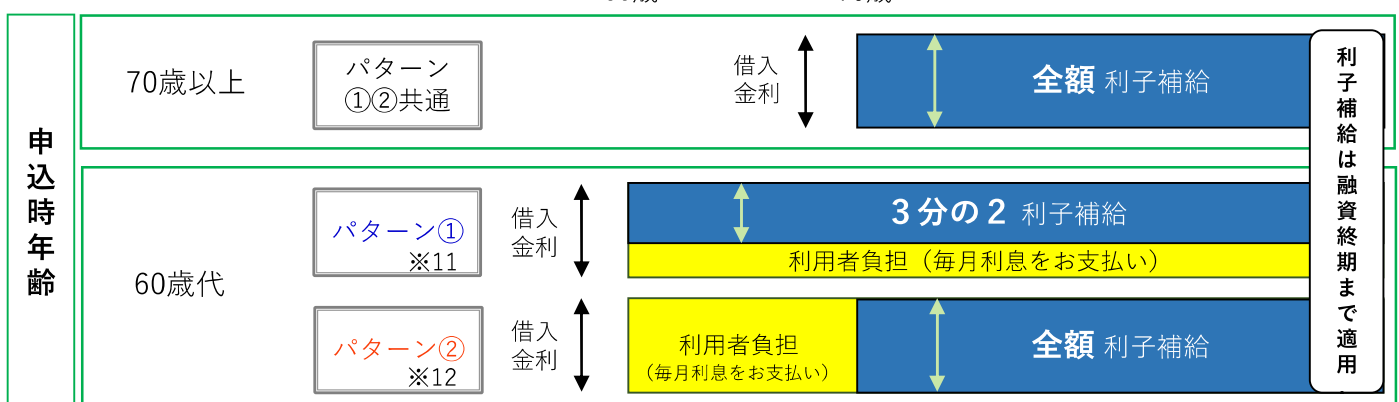 申込時年齢
70歳以上
パターン
①②共通
借入
金利
全額 利子補給
60歳代
パターン①
※11
借入
金利
3分の2 利子補給
利用者負担（毎月利息をお支払い）
パターン②
※12
借入
金利
利用者負担
（毎月利息をお支払い）
全額 利子補給
利子補給は融資終期まで適用